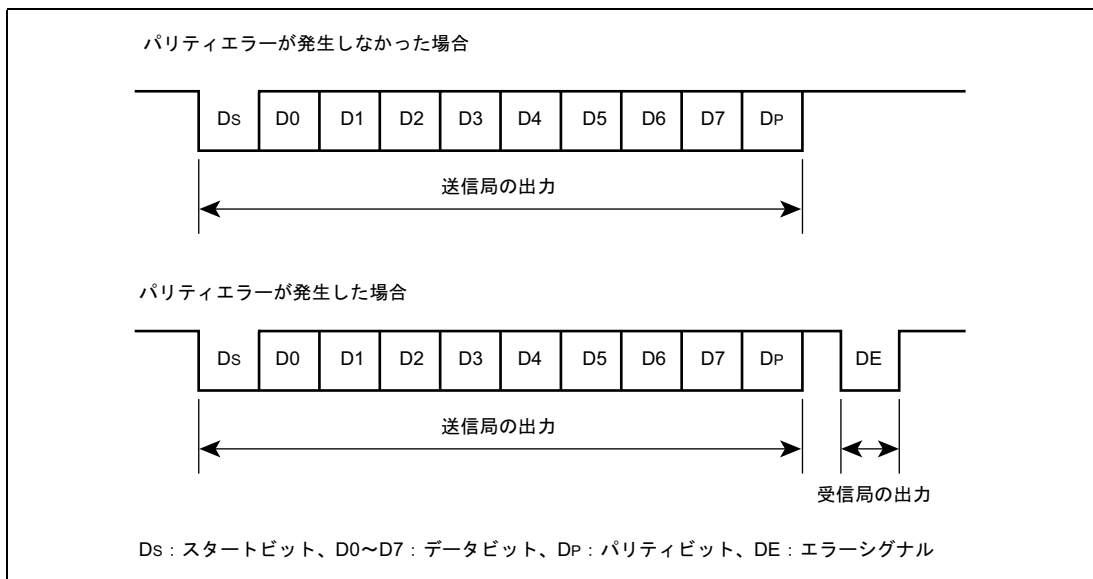 パリティエラーが発生しなかった場合
Ds D0 D1 D2 D3 D4 D5 D6 D7 DP
送信局の出力
パリティエラーが発生した場合
Ds D0 D1 D2 D3 D4 D5 D6 D7 DP DE
送信局の出力
受信局の出力
Ds：スタートビット、D0～D7：データビット、DP：パリティビット、DE：エラーシグナル